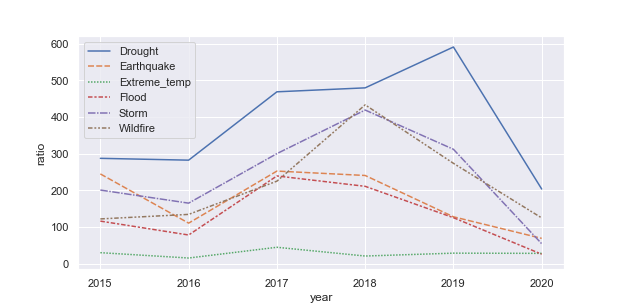 600
500
400
300
200
100
0
ratio
Drought
Earthquake
Extreme_temp
Flood
Storm
Wildfire
2015 2016 2017 2018 2019 2020
year